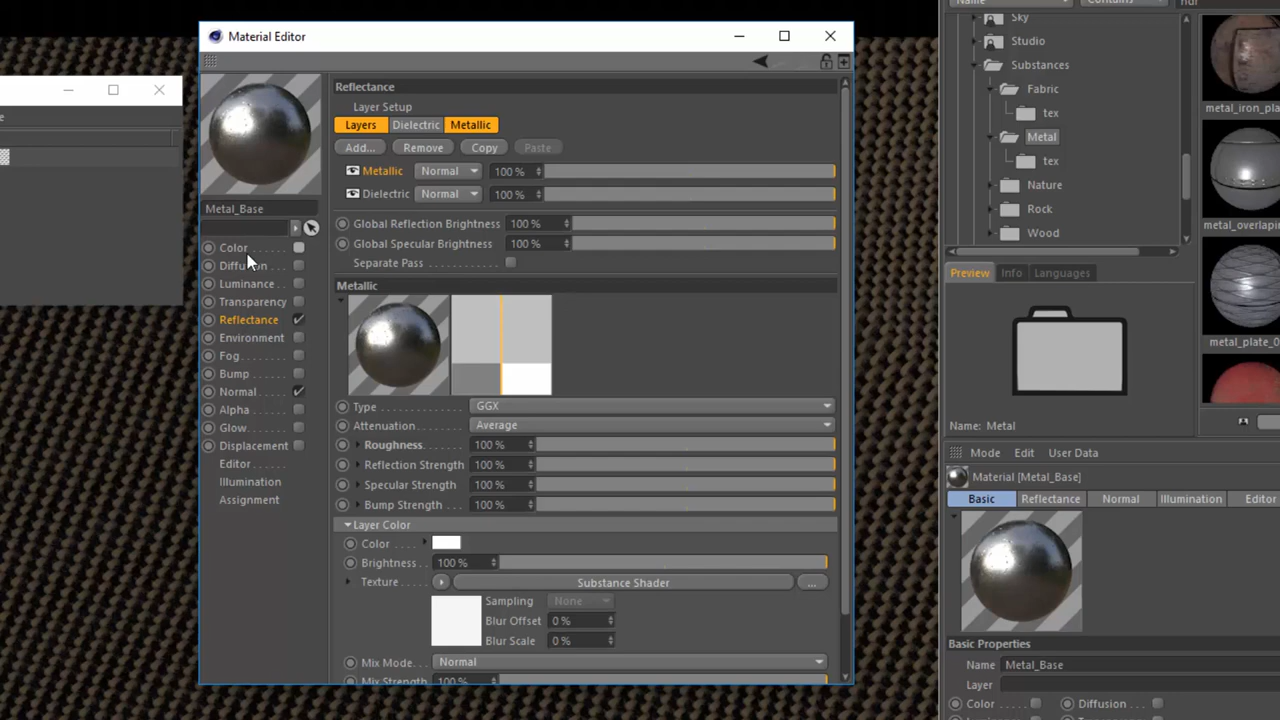 Material Editor
Metal_Base
Color
Diffusion
Luminance
Transparency
Reflectance
Environment
Fog
Bump
Normal
Alpha
Glow
Displacement
Editor
Illumination
Assignment
Reflectance
Layer Setup
Layers Dielectric Metallic
Add... Remove Copy Paste
Metallic Normal 100 %
Dielectric Normal 100 %
Global Reflection Brightness 100 %
Global Specular Brightness 100 %
Separate Pass
Metallic
Type GGX
Attenuation Average
Roughness 100 %
Reflection Strength 100 %
Specular Strength 100 %
Bump Strength 100 %
Layer Color
Color
Brightness 100 %
Texture Substance Shader ...
Sampling None
Blur Offset 0 %
Blur Scale 0 %
Mix Mode Normal
Mix Strength 100 %
Name Contains
Sky
Studio
Substances
Fabric
tex
Metal
tex
Nature
Rock
Wood
metal_iron_pla
metal_overlappi
metal_plate_0
Preview Info Languages
Name: Metal
Mode Edit User Data
Material [Metal_Base]
Basic Reflectance Normal Illumination Editor
Basic Properties
Name Metal_Base
Layer
Color Diffusion